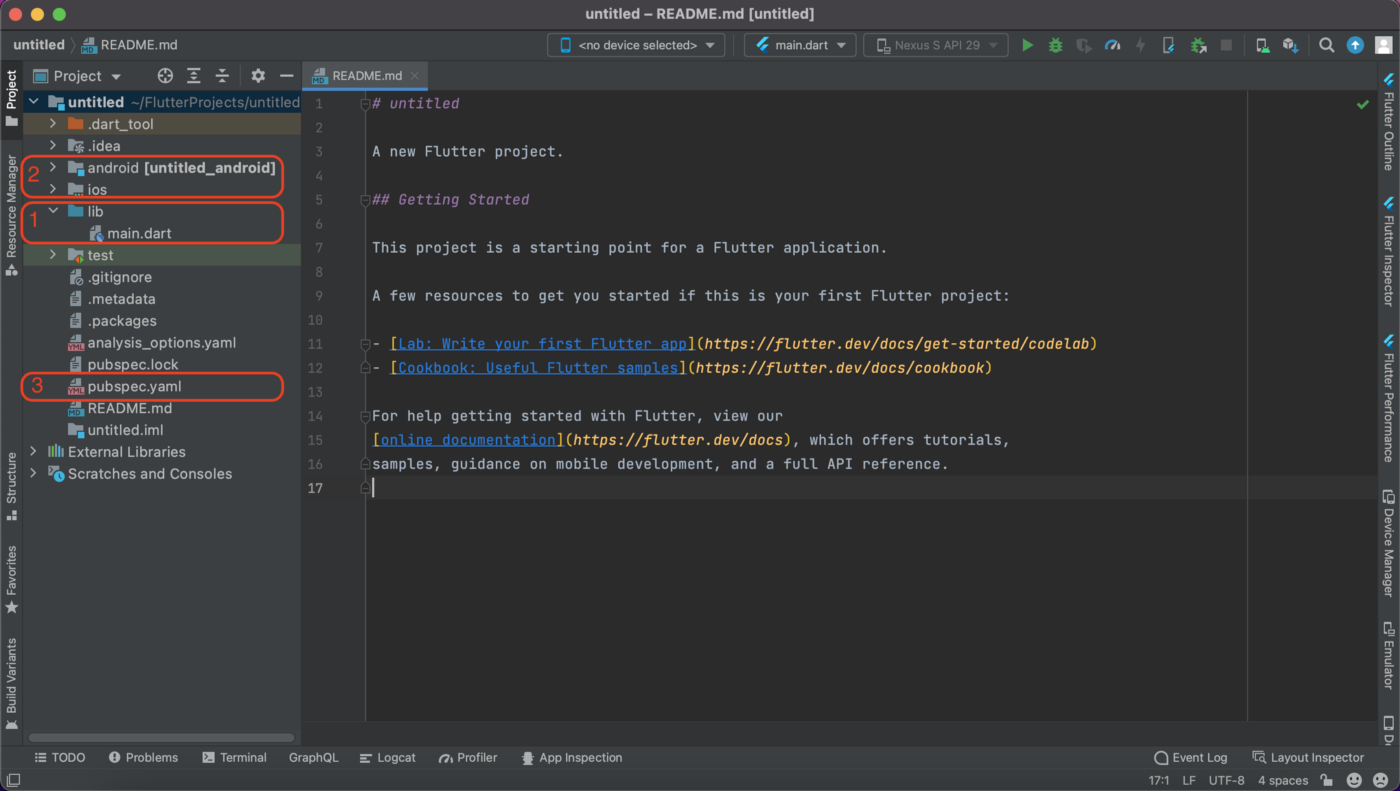 untitled – README.md [untitled]
untitled README.md
<no device selected> main.dart Nexus S API 29
Project
README.md
Project
Resource Manager
Structure
Favorites
Build Variants
untitled ~/FlutterProjects/untitled
.dart_tool
.idea
2 android [untitled_android]
ios
1 lib
main.dart
test
.gitignore
.metadata
.packages
analysis_options.yaml
pubspec.lock
3 pubspec.yaml
README.md
untitled.iml
External Libraries
Scratches and Consoles
1 # untitled
2
3 A new Flutter project.
4
5 ## Getting Started
6
7 This project is a starting point for a Flutter application.
8
9 A few resources to get you started if this is your first Flutter project:
10
11 - [Lab: Write your first Flutter app](https://flutter.dev/docs/get-started/codelab)
12 - [Cookbook: Useful Flutter samples](https://flutter.dev/docs/cookbook)
13
14 For help getting started with Flutter, view our
15 [online documentation](https://flutter.dev/docs), which offers tutorials,
16 samples, guidance on mobile development, and a full API reference.
17
Flutter Outline
Flutter Inspector
Flutter Performance
Device Manager
Emulator
TODO Problems Terminal GraphQL Logcat Profiler App Inspection Event Log Layout Inspector
17:1 LF UTF-8 4 spaces